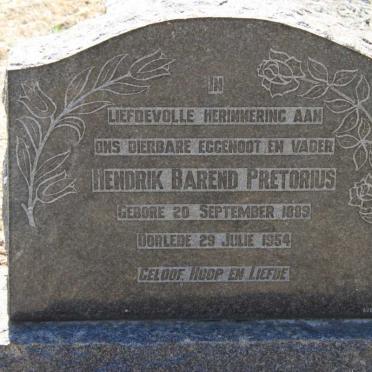 IN
LIEFDEVOLLE HERINNERING AAN
ONS DIERBARE EGGENOOT EN VADER
HENDRIK BAREND PRETORIUS
GEBORE 20 SEPTEMBER 1889
OORLEDE 29 JULIE 1954
GELOOF, HOOP EN LIEFDE